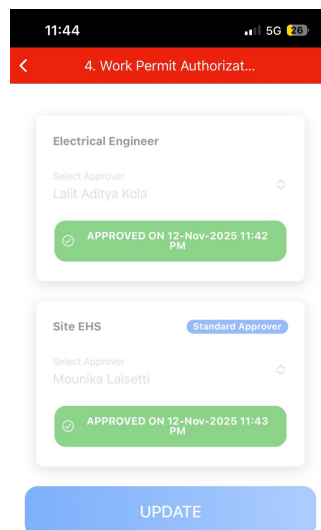 11:44
5G 26
4. Work Permit Authorizat...
Electrical Engineer
Select Approver
Lalit Aditya Kola
APPROVED ON 12-Nov-2025 11:42
PM
Site EHS
Standard Approver
Select Approver
Mounika Laisetti
APPROVED ON 12-Nov-2025 11:43
PM
UPDATE